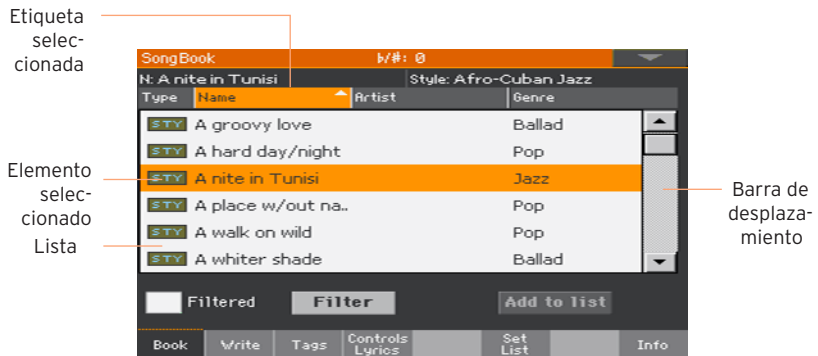 Etiqueta
selec-
cionada
SongBook ♭/#: 0
N: A nite in Tunisi Style: Afro-Cuban Jazz
Type Name Artist Genre
STY A groovy love Ballad
STY A hard day/night Pop
STY A nite in Tunisi Jazz
STY A place w/out na.. Pop
STY A walk on wild Pop
STY A whiter shade Ballad
Elemento
selec-
cionado
Lista
Barra de
desplaza-
miento
Filtered Filter Add to list
Book Write Tags Controls Lyrics Set List Info